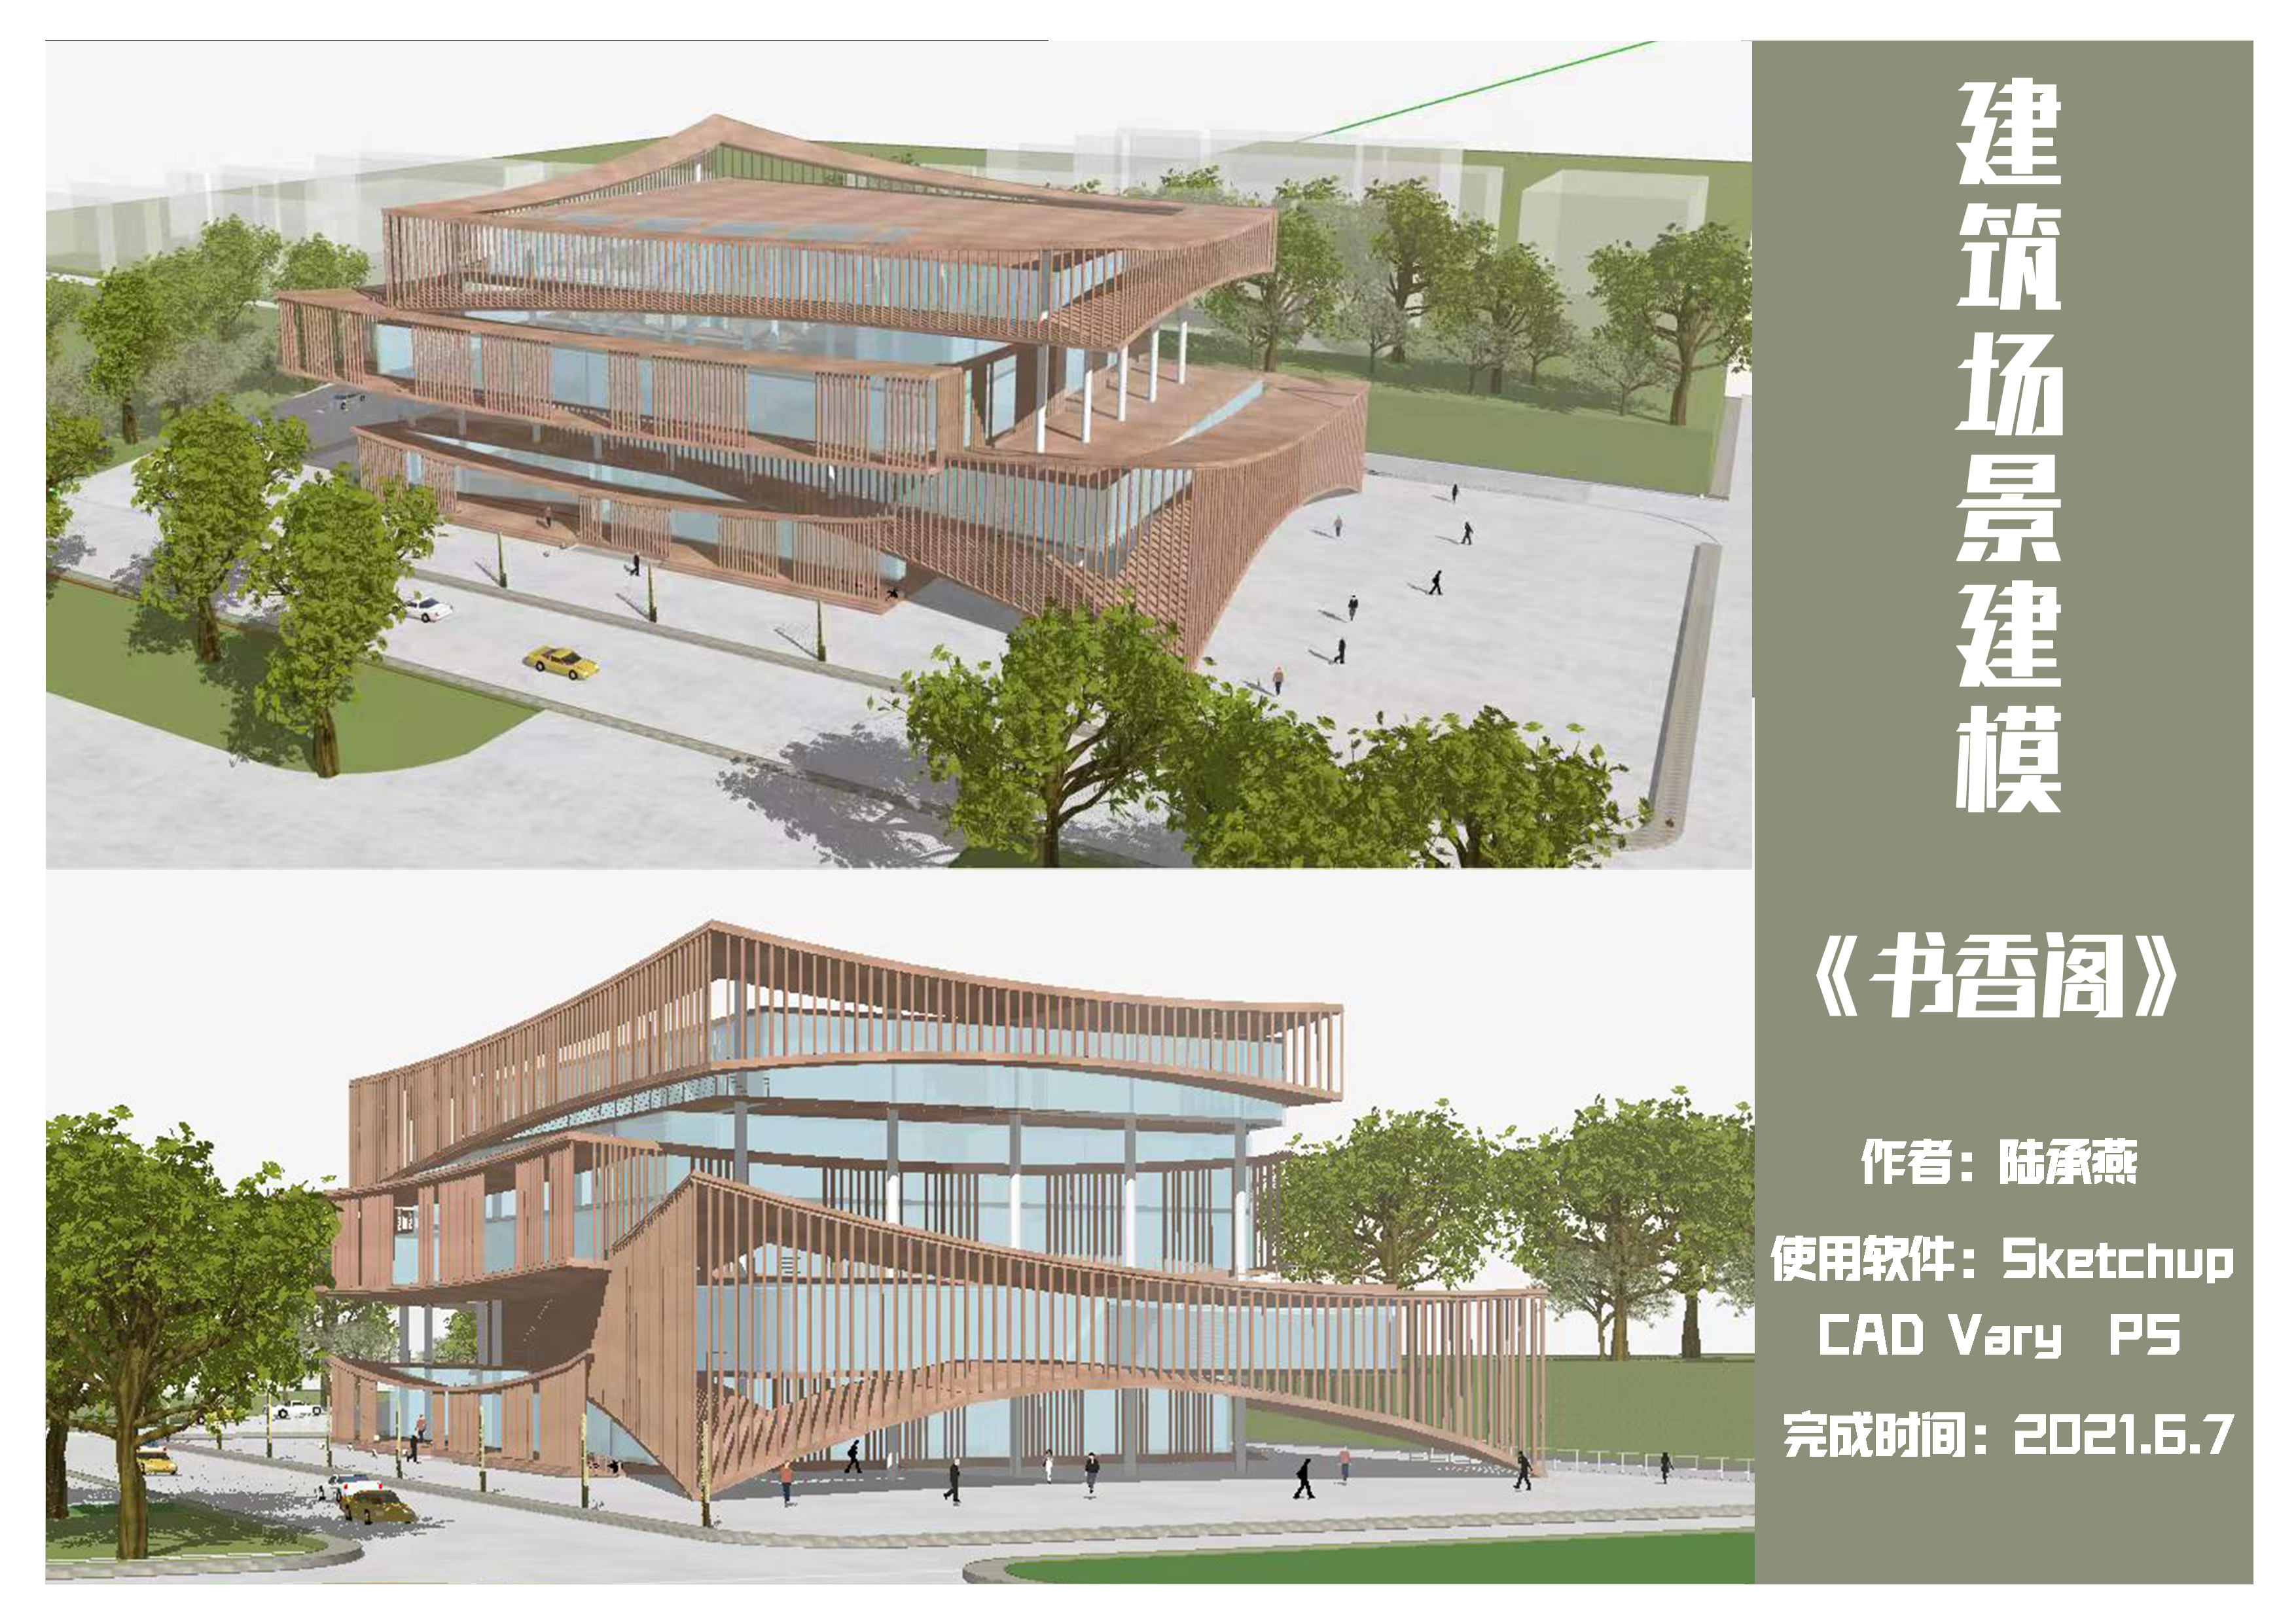 建筑场景建模
《书香阁》
作者：陆承燕
使用软件：Sketchup
CAD Vary PS
完成时间：2021.6.7